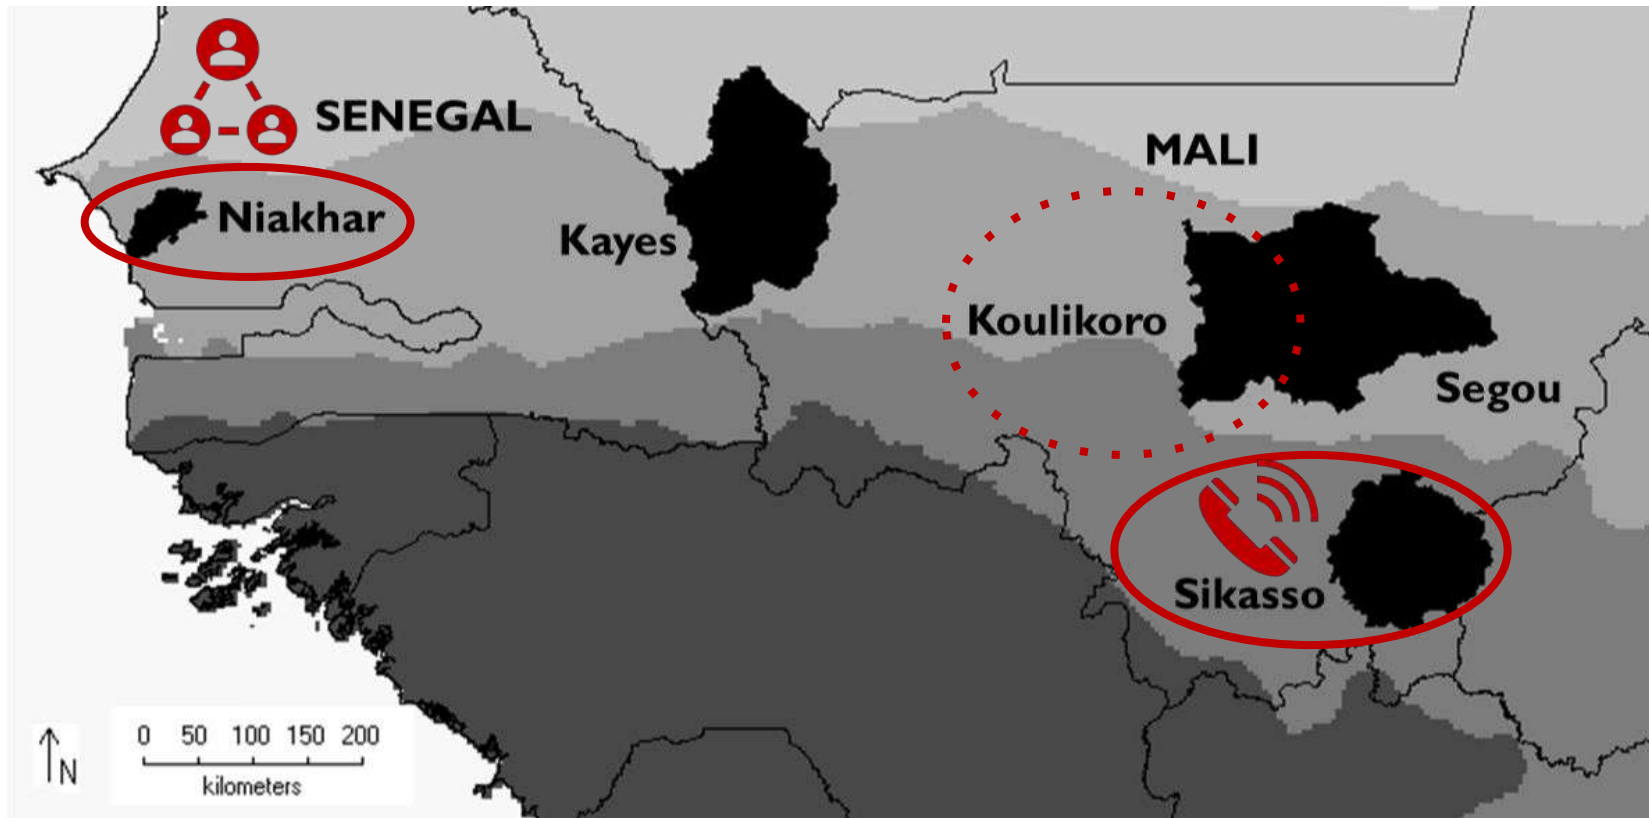 SENEGAL
MALI
Niakhar
Kayes
Koulikoro
Segou
Sikasso
0 50 100 150 200
kilometers
N